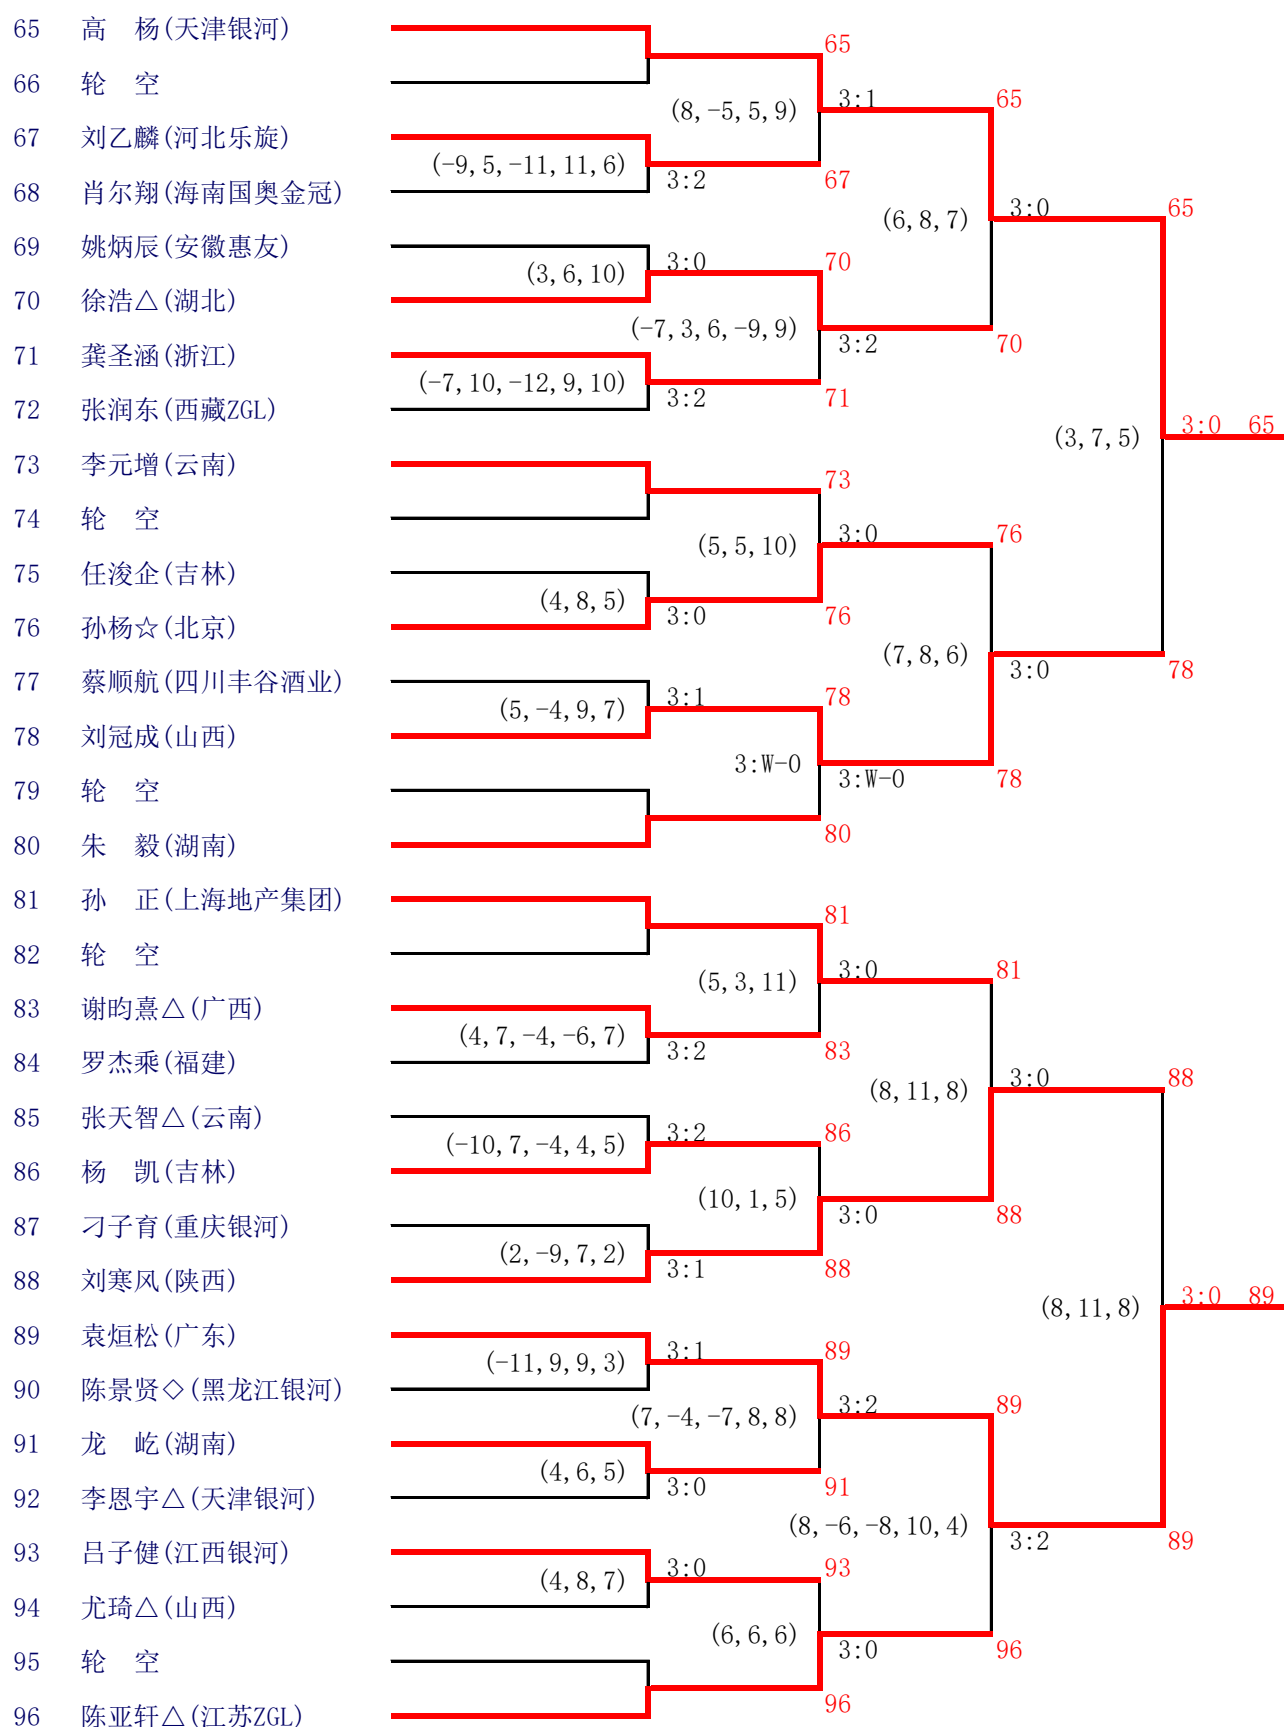 65 高 杨(天津银河)
65
66 轮 空
(8,-5,5,9) 3:1 65
67 刘乙麟(河北乐旋)
(-9,5,-11,11,6) 3:2 67
68 肖尔翔(海南国奥金冠)
(6,8,7) 3:0 65
69 姚炳辰(安徽惠友)
(3,6,10) 3:0 70
70 徐浩△(湖北)
(-7,3,6,-9,9) 3:2 70
71 龚圣涵(浙江)
(-7,10,-12,9,10) 3:2 71
72 张润东(西藏ZGL)
(3,7,5) 3:0 65
73 李元增(云南)
73
74 轮 空
(5,5,10) 3:0 76
75 任浚企(吉林)
(4,8,5) 3:0 76
76 孙杨☆(北京)
(7,8,6) 3:0 78
77 蔡顺航(四川丰谷酒业)
(5,-4,9,7) 3:1 78
78 刘冠成(山西)
3:W-0 3:W-0 78
79 轮 空
80
80 朱 毅(湖南)
81 孙 正(上海地产集团)
81
82 轮 空
(5,3,11) 3:0 81
83 谢昀熹△(广西)
(4,7,-4,-6,7) 3:2 83
84 罗杰乘(福建)
(8,11,8) 3:0 88
85 张天智△(云南)
(-10,7,-4,4,5) 3:2 86
86 杨 凯(吉林)
(10,1,5) 3:0 88
87 刁子育(重庆银河)
(2,-9,7,2) 3:1 88
88 刘寒风(陕西)
(8,11,8) 3:0 89
89 袁烜松(广东)
(-11,9,9,3) 3:1 89
90 陈景贤◇(黑龙江银河)
(7,-4,-7,8,8) 3:2 89
91 龙 屹(湖南)
(4,6,5) 3:0 91
92 李恩宇△(天津银河)
(8,-6,-8,10,4) 3:2 89
93 吕子健(江西银河)
(4,8,7) 3:0 93
94 尤琦△(山西)
(6,6,6) 3:0 96
95 轮 空
96
96 陈亚轩△(江苏ZGL)